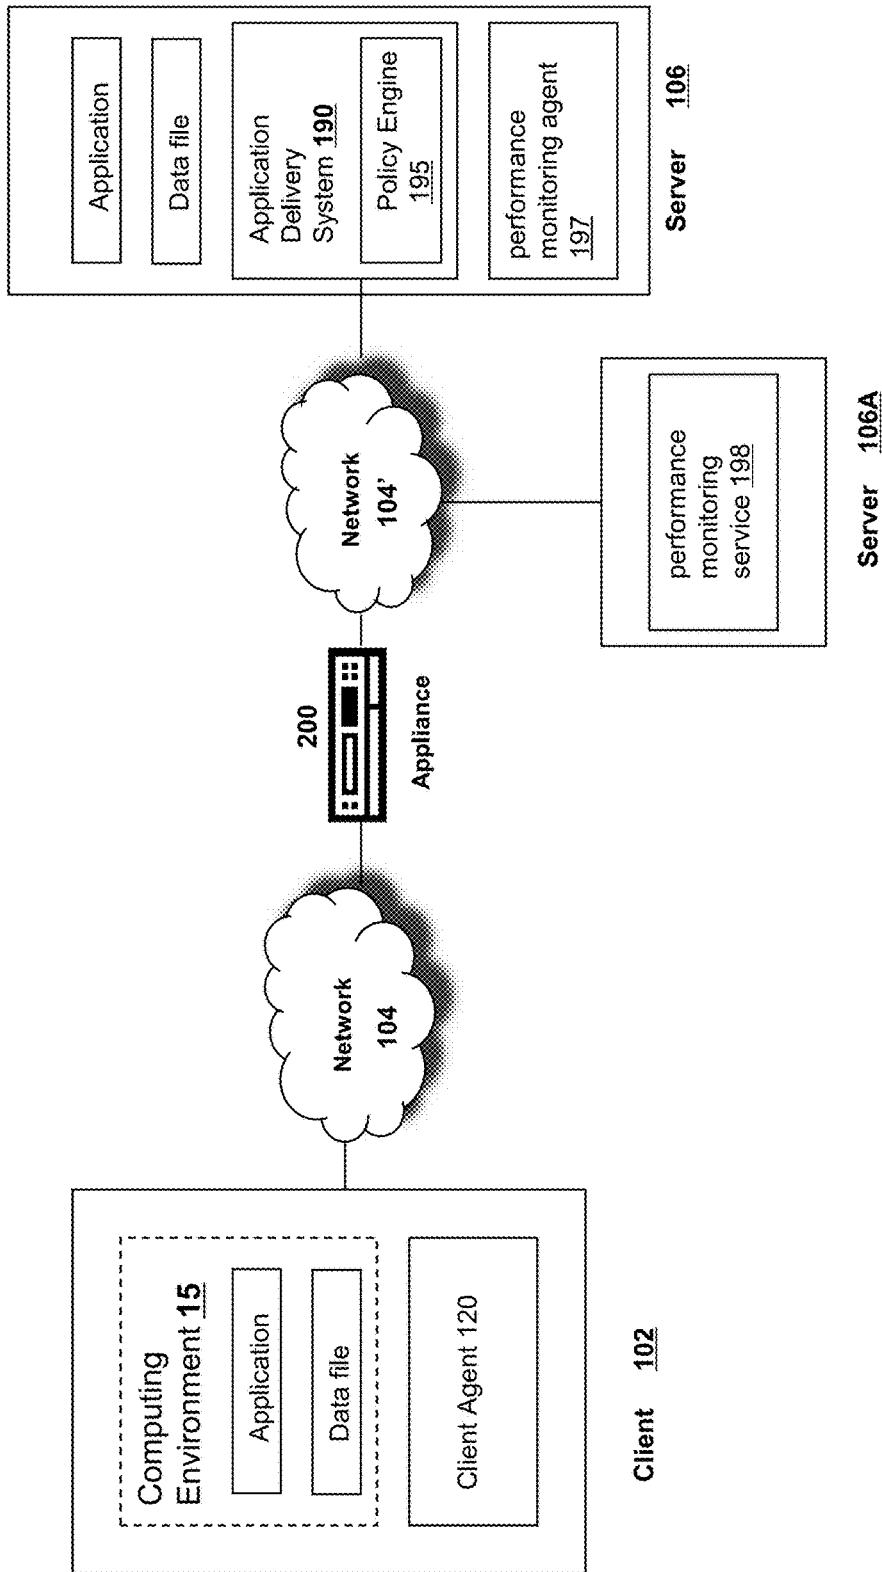 Computing
Environment 15
Application
Data file
Client Agent 120
Client 102
Network
104
200
Appliance
Network
104’
Application
Data file
Application
Delivery
System 190
Policy Engine
195
performance
monitoring agent
197
Server 106
performance
monitoring
service 198
Server 106A